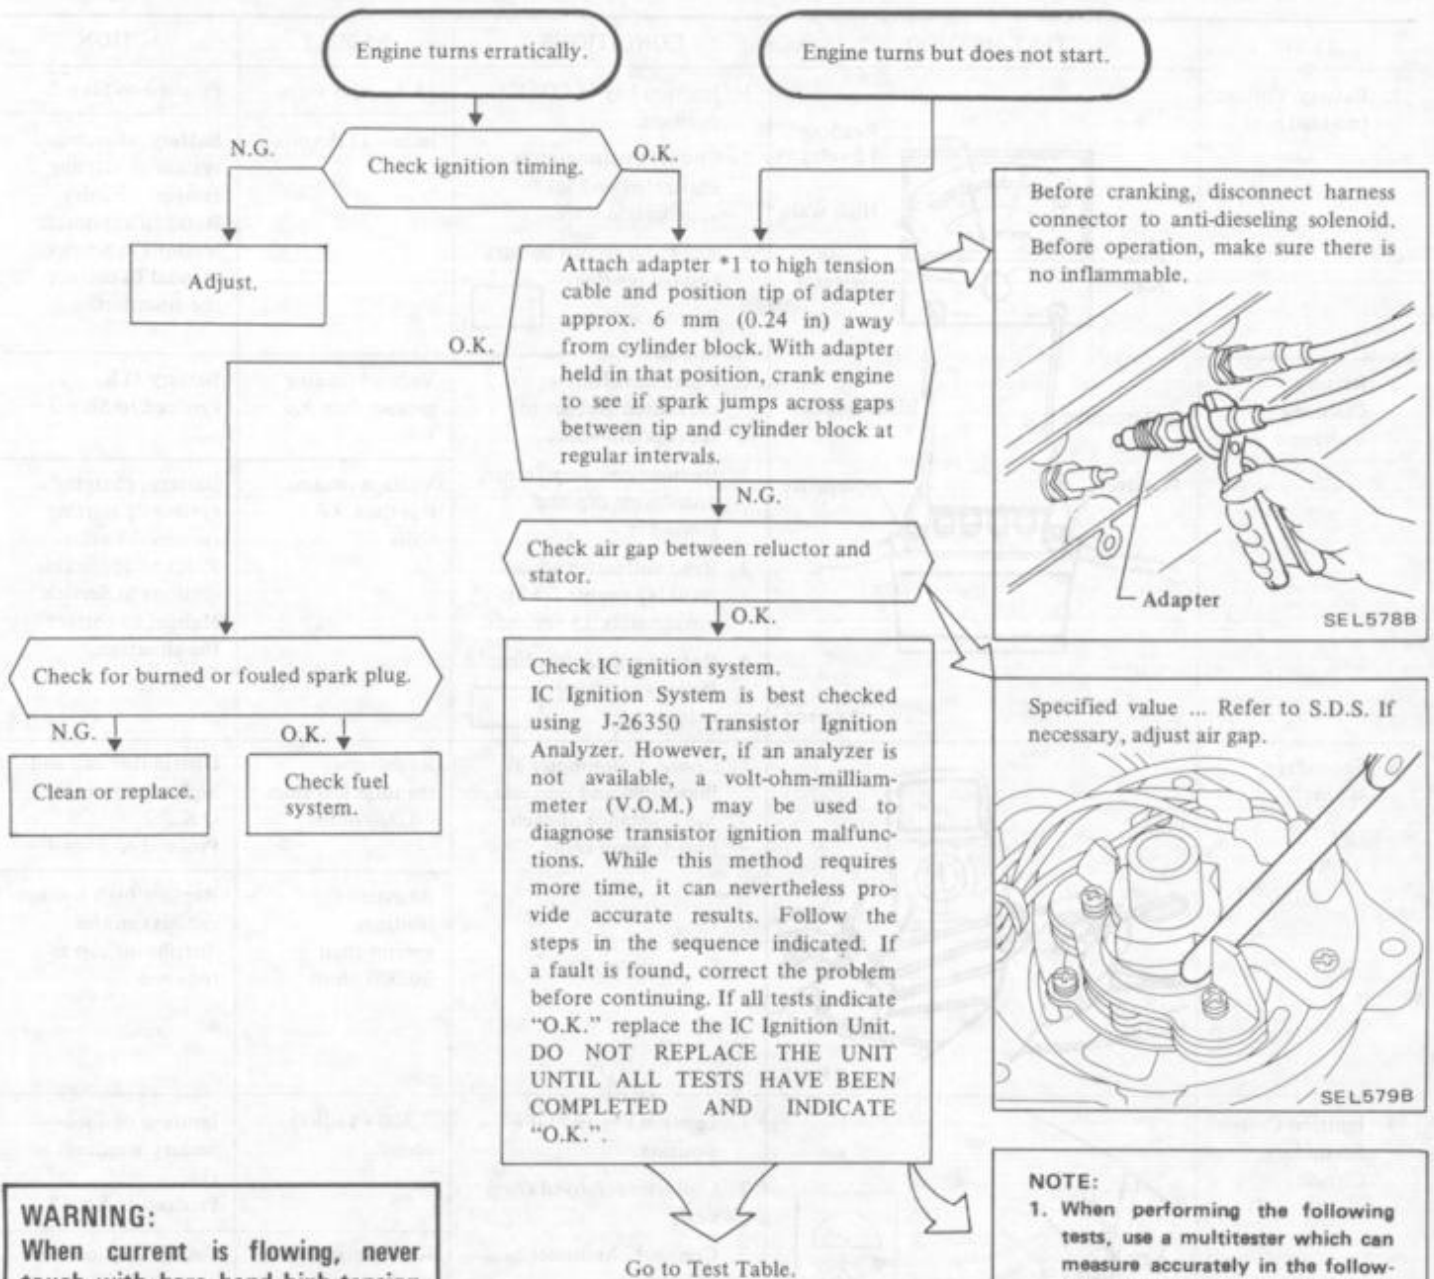 Engine turns erratically.
Engine turns but does not start.
N.G.
Check ignition timing.
O.K.
Adjust.
Attach adapter *1 to high tension
cable and position tip of adapter
approx. 6 mm (0.24 in) away
from cylinder block. With adapter
held in that position, crank engine
to see if spark jumps across gaps
between tip and cylinder block at
regular intervals.
Before cranking, disconnect harness
connector to anti-dieseling solenoid.
Before operation, make sure there is
no inflammable.
Adapter
SEL578B
O.K.
N.G.
Check air gap between reluctor and
stator.
O.K.
Check for burned or fouled spark plug.
N.G.
O.K.
Clean or replace.
Check fuel
system.
Check IC ignition system.
IC Ignition System is best checked
using J-26350 Transistor Ignition
Analyzer. However, if an analyzer is
not available, a volt-ohm-milliam-
meter (V.O.M.) may be used to
diagnose transistor ignition malfunc-
tions. While this method requires
more time, it can nevertheless pro-
vide accurate results. Follow the
steps in the sequence indicated. If
a fault is found, correct the problem
before continuing. If all tests indicate
“O.K.” replace the IC Ignition Unit.
DO NOT REPLACE THE UNIT
UNTIL ALL TESTS HAVE BEEN
COMPLETED AND INDICATE
“O.K.”.
Specified value ... Refer to S.D.S. If
necessary, adjust air gap.
SEL579B
WARNING:
When current is flowing, never
touch with bare hand high tension
Go to Test Table.
NOTE:
1. When performing the following
tests, use a multitester which can
measure accurately in the follow-